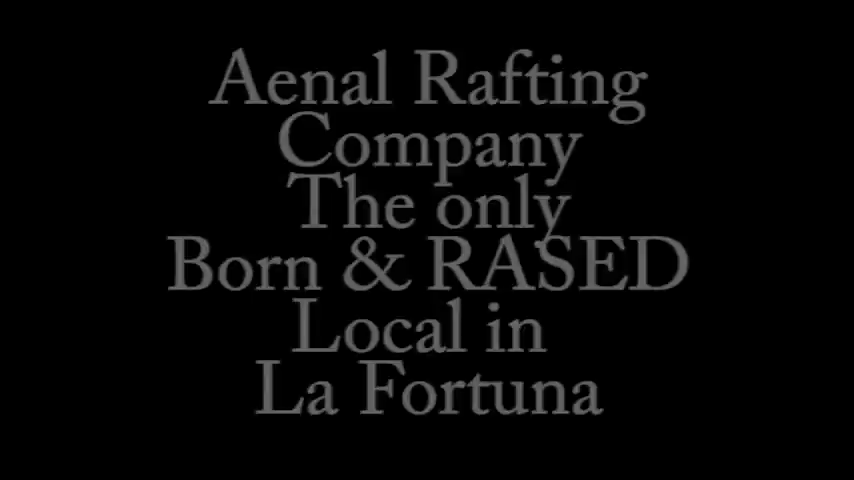 Aenal Rafting
Company
The only
Born & RASED
Local in
La Fortuna